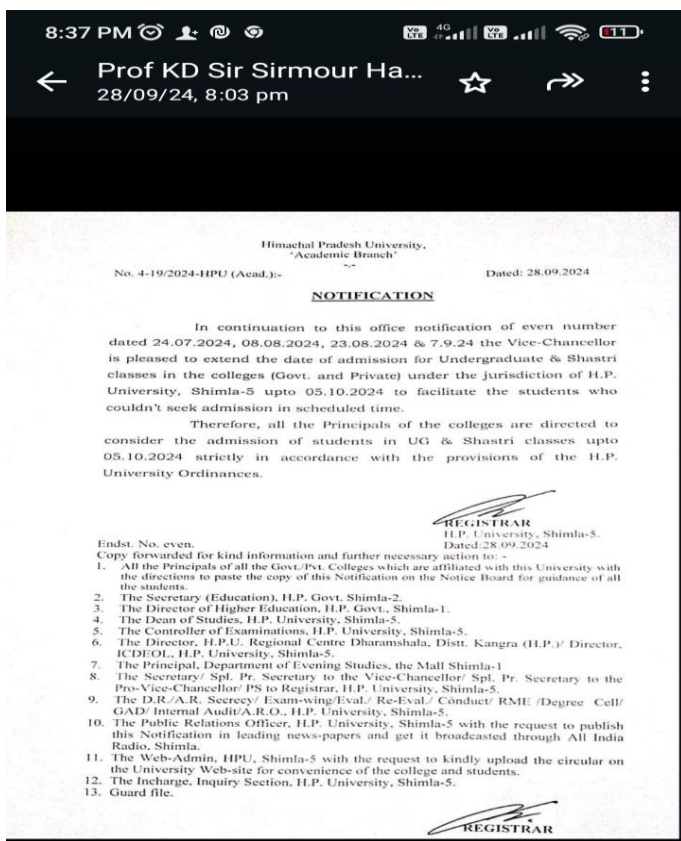 8:37 PM
Vo LTE 4G Vo LTE 11
Prof KD Sir Sirmour Ha...
28/09/24, 8:03 pm
Himachal Pradesh University,
'Academic Branch'
-.-
No. 4-19/2024-HPU (Acad.):- Dated: 28.09.2024
NOTIFICATION
In continuation to this office notification of even number
dated 24.07.2024, 08.08.2024, 23.08.2024 & 7.9.24 the Vice-Chancellor
is pleased to extend the date of admission for Undergraduate & Shastri
classes in the colleges (Govt. and Private) under the jurisdiction of H.P.
University, Shimla-5 upto 05.10.2024 to facilitate the students who
couldn't seek admission in scheduled time.
Therefore, all the Principals of the colleges are directed to
consider the admission of students in UG & Shastri classes upto
05.10.2024 strictly in accordance with the provisions of the H.P.
University Ordinances.
REGISTRAR
H.P. University, Shimla-5.
Endst. No. even. Dated:28.09.2024
Copy forwarded for kind information and further necessary action to: -
1. All the Principals of all the Govt./Pvt. Colleges which are affiliated with this University with
the directions to paste the copy of this Notification on the Notice Board for guidance of all
the students.
2. The Secretary (Education), H.P. Govt. Shimla-2.
3. The Director of Higher Education, H.P. Govt., Shimla-1.
4. The Dean of Studies, H.P. University, Shimla-5.
5. The Controller of Examinations, H.P. University, Shimla-5.
6. The Director, H.P.U. Regional Centre Dharamshala, Distt. Kangra (H.P.)/ Director,
ICDEOL, H.P. University, Shimla-5.
7. The Principal, Department of Evening Studies, the Mall Shimla-1
8. The Secretary/ Spl. Pr. Secretary to the Vice-Chancellor/ Spl. Pr. Secretary to the
Pro-Vice-Chancellor/ PS to Registrar, H.P. University, Shimla-5.
9. The D.R./A.R. Secrecy/ Exam-wing/Eval./ Re-Eval./ Conduct/ RME /Degree Cell/
GAD/ Internal Audit/A.R.O., H.P. University, Shimla-5.
10. The Public Relations Officer, H.P. University, Shimla-5 with the request to publish
this Notification in leading news-papers and get it broadcasted through All India
Radio, Shimla.
11. The Web-Admin, HPU, Shimla-5 with the request to kindly upload the circular on
the University Web-site for convenience of the college and students.
12. The Incharge, Inquiry Section, H.P. University, Shimla-5.
13. Guard file.
REGISTRAR